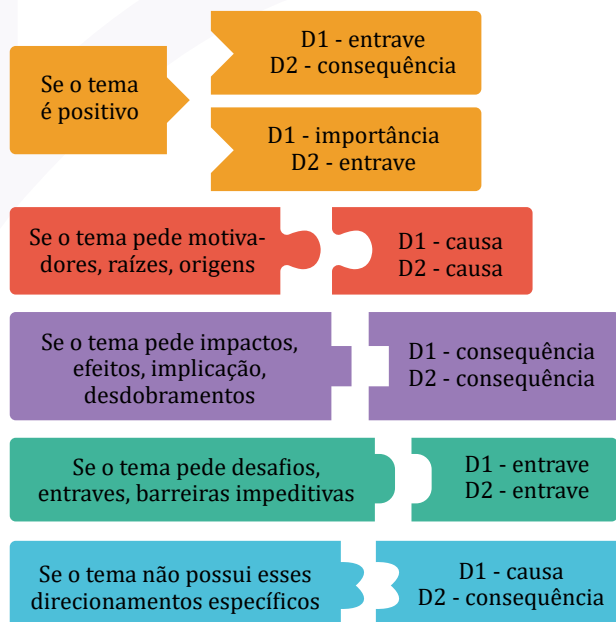 Se o tema
é positivo
D1 - entrave
D2 - consequência
D1 - importância
D2 - entrave
Se o tema pede motiva-
dores, raízes, origens
D1 - causa
D2 - causa
Se o tema pede impactos,
efeitos, implicação,
desdobramentos
D1 - consequência
D2 - consequência
Se o tema pede desafios,
entraves, barreiras impeditivas
D1 - entrave
D2 - entrave
Se o tema não possui esses
direcionamentos específicos
D1 - causa
D2 - consequência